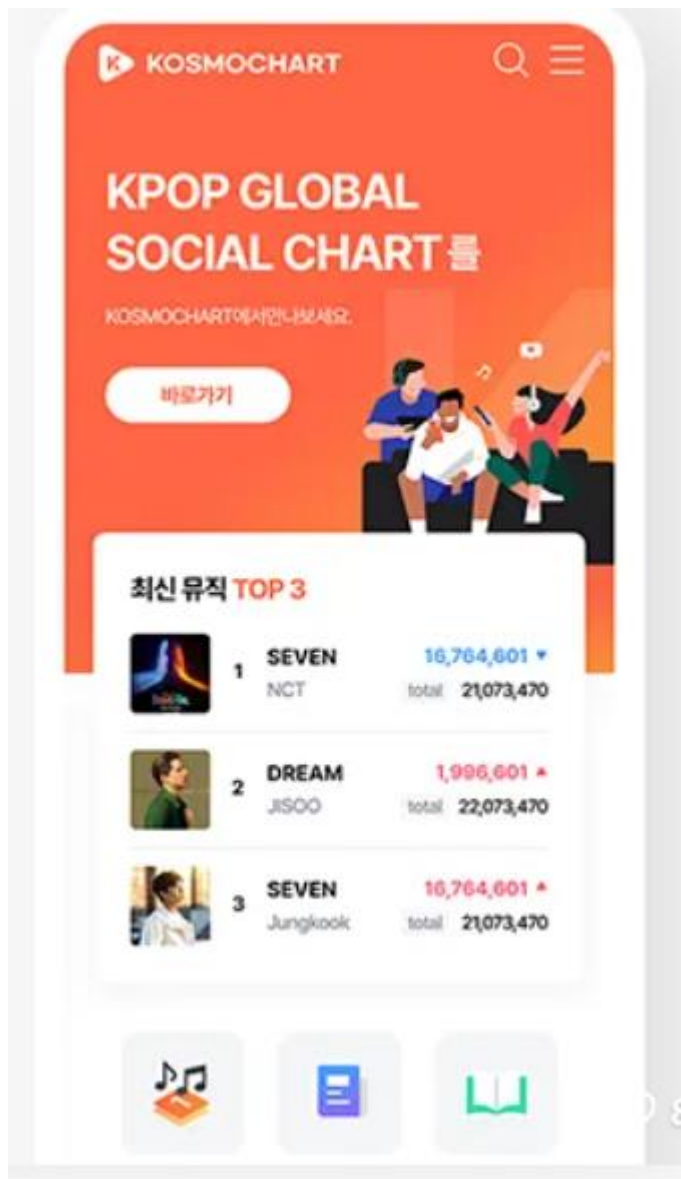 KOSMOCHART
KPOP GLOBAL
SOCIAL CHART를
KOSMOCHART에서 만나보세요.
바로가기
최신 뮤직 TOP 3
1 SEVEN 16,764,601 ▼
NCT total 21,073,470
2 DREAM 1,996,601 ▲
JISOO total 22,073,470
3 SEVEN 16,764,601 ▲
Jungkook total 21,073,470